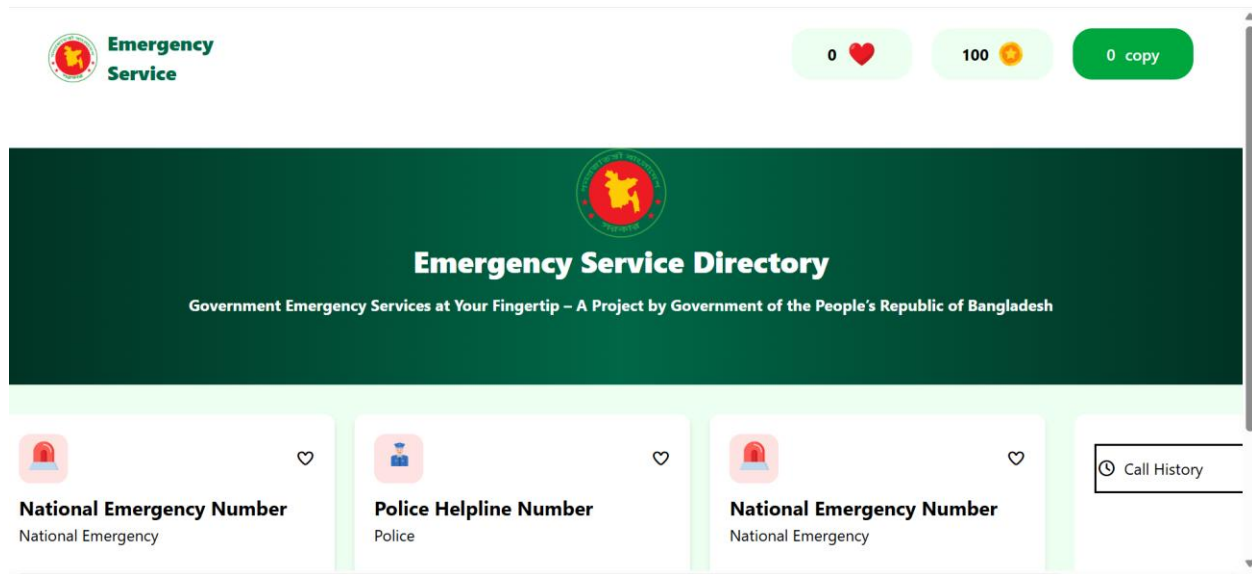 Emergency
Service
0
100
0 copy
Emergency Service Directory
Government Emergency Services at Your Fingertip – A Project by Government of the People’s Republic of Bangladesh
National Emergency Number
National Emergency
Police Helpline Number
Police
National Emergency Number
National Emergency
Call History